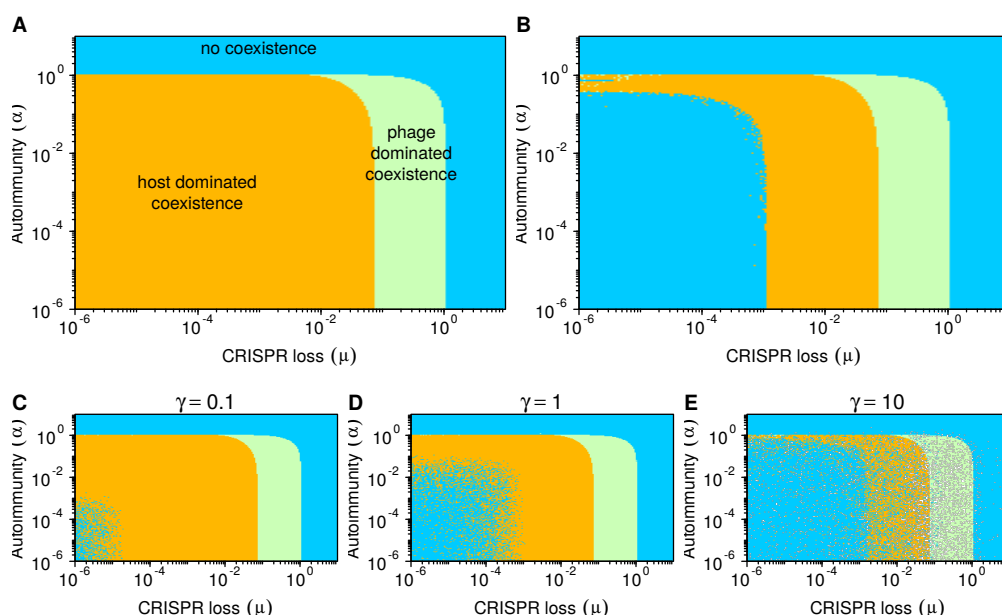 A
no coexistence
host dominated
coexistence
phage
dominated
coexistence
Autoimmunity (α)
10^0
10^-2
10^-4
10^-6
10^-6
10^-4
10^-2
10^0
CRISPR loss (μ)
B
Autoimmunity (α)
10^0
10^-2
10^-4
10^-6
10^-6
10^-4
10^-2
10^0
CRISPR loss (μ)
C
γ = 0.1
Autoimmunity (α)
10^0
10^-2
10^-4
10^-6
10^-6
10^-4
10^-2
10^0
CRISPR loss (μ)
D
γ = 1
Autoimmunity (α)
10^0
10^-2
10^-4
10^-6
10^-6
10^-4
10^-2
10^0
CRISPR loss (μ)
E
γ = 10
Autoimmunity (α)
10^0
10^-2
10^-4
10^-6
10^-6
10^-4
10^-2
10^0
CRISPR loss (μ)